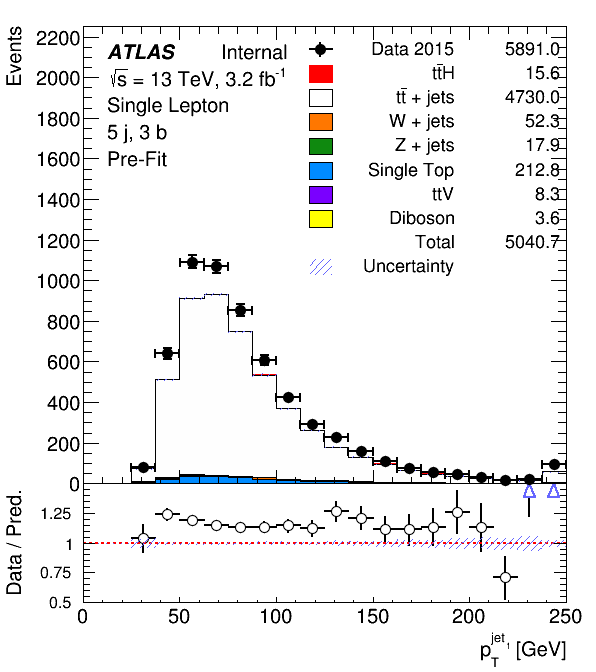 ATLAS Internal
√s = 13 TeV, 3.2 fb⁻¹
Single Lepton
5 j, 3 b
Pre-Fit
Data 2015 5891.0
tt̄H 15.6
tt̄ + jets 4730.0
W + jets 52.3
Z + jets 17.9
Single Top 212.8
ttV 8.3
Diboson 3.6
Total 5040.7
Uncertainty
Events
2200
2000
1800
1600
1400
1200
1000
800
600
400
200
0
Data / Pred.
1.25
1
0.75
0.5
0 50 100 150 200 250
p_T^{jet_1} [GeV]